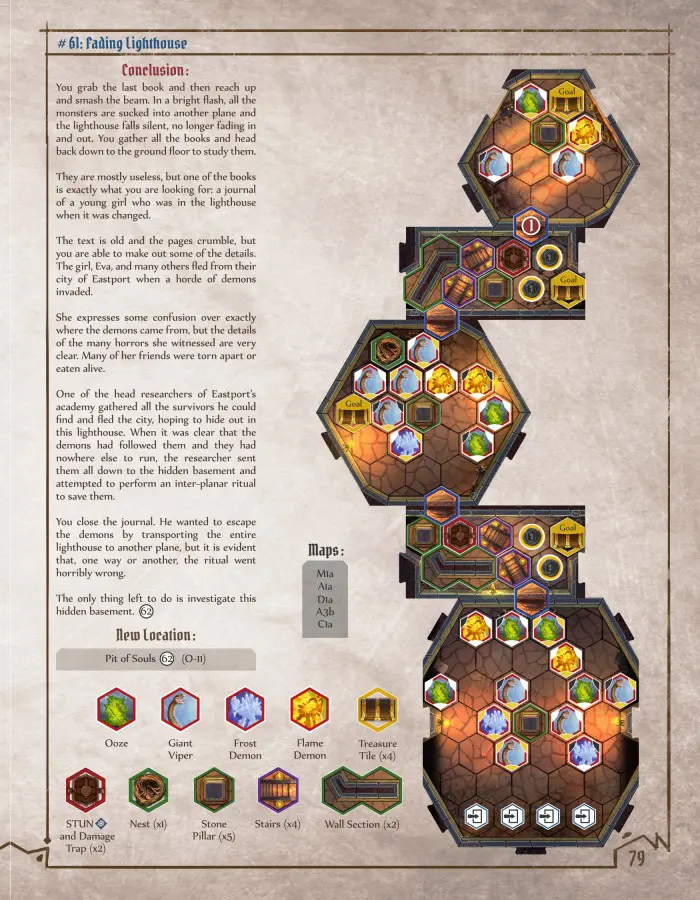 # 61: Fading Lighthouse
Conclusion:
You grab the last book and then reach up
and smash the beam. In a bright flash, all the
monsters are sucked into another plane and
the lighthouse falls silent, no longer fading in
and out. You gather all the books and head
back down to the ground floor to study them.
They are mostly useless, but one of the books
is exactly what you are looking for: a journal
of a young girl who was in the lighthouse
when it was changed.
The text is old and the pages crumble, but
you are able to make out some of the details.
The girl, Eva, and many others fled from their
city of Eastport when a horde of demons
invaded.
She expresses some confusion over exactly
where the demons came from, but the details
of the many horrors she witnessed are very
clear. Many of her friends were torn apart or
eaten alive.
One of the head researchers of Eastport's
academy gathered all the survivors he could
find and fled the city, hoping to hide out in
this lighthouse. When it was clear that the
demons had followed them and they had
nowhere else to run, the researcher sent
them all down to the hidden basement and
attempted to perform an inter-planar ritual
to save them.
You close the journal. He wanted to escape
the demons by transporting the entire
lighthouse to another plane, but it is evident
that, one way or another, the ritual went
horribly wrong.
The only thing left to do is investigate this
hidden basement. 62
New Location:
Pit of Souls 62 (O-11)
Maps:
M1a
A1a
D1a
A3b
C1a
Goal
1
Goal
Goal
Goal
Ooze
Giant
Viper
Frost
Demon
Flame
Demon
Treasure
Tile (x4)
STUN
and Damage
Trap (x2)
Nest (x1)
Stone
Pillar (x5)
Stairs (x4)
Wall Section (x2)
79